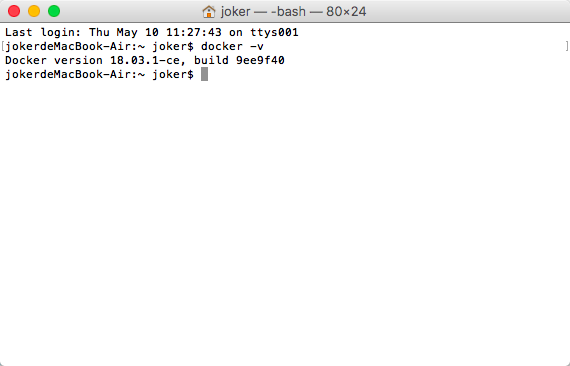 joker — -bash — 80×24
Last login: Thu May 10 11:27:43 on ttys001
[jokerdeMacBook-Air:~ joker$ docker -v ]
Docker version 18.03.1-ce, build 9ee9f40
jokerdeMacBook-Air:~ joker$